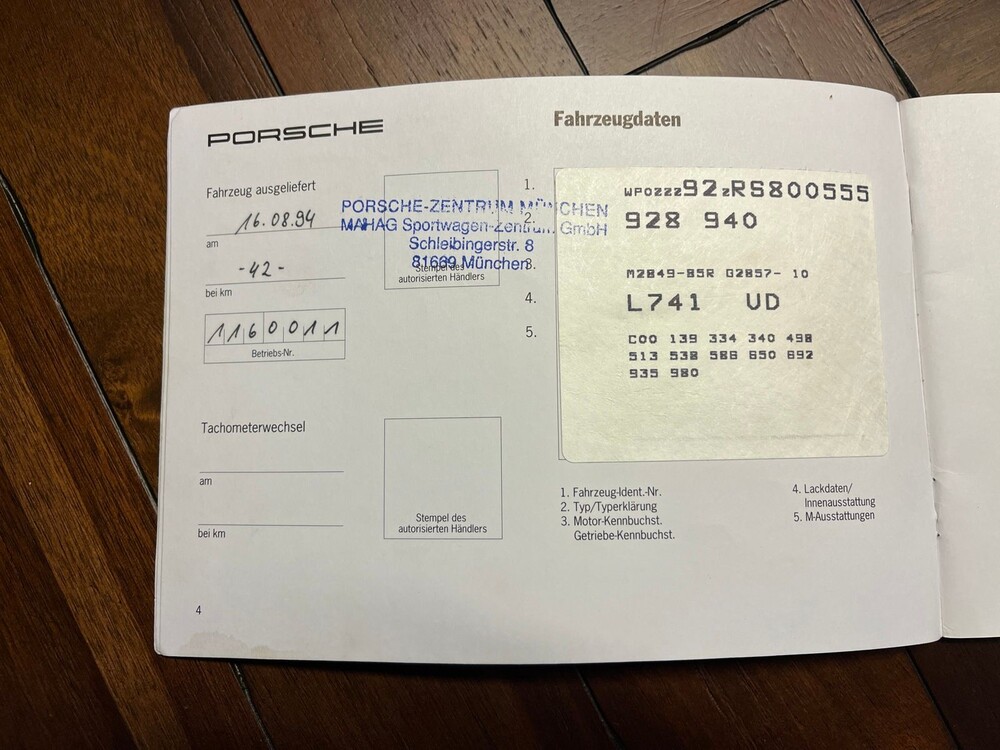 PORSCHE
Fahrzeugdaten
Fahrzeug ausgeliefert
16.08.94
am
-42-
bei km
1160011
Betriebs-Nr.
PORSCHE-ZENTRUM MÜNCHEN
MAHAG Sportwagen-Zentrum GmbH
Schleibingerstr. 8
81669 München
Stempel des
autorisierten Händlers
1.
2.
3.
4.
5.
WP0ZZZ92ZRS800555
928 940
M2849-85R G2857- 10
L741 UD
C00 139 334 340 498
513 538 586 650 692
935 980
Tachometerwechsel
am
bei km
Stempel des
autorisierten Händlers
1. Fahrzeug-Ident.-Nr.
2. Typ/Typerklärung
3. Motor-Kennbuchst.
Getriebe-Kennbuchst.
4. Lackdaten/
Innenausstattung
5. M-Ausstattungen
4